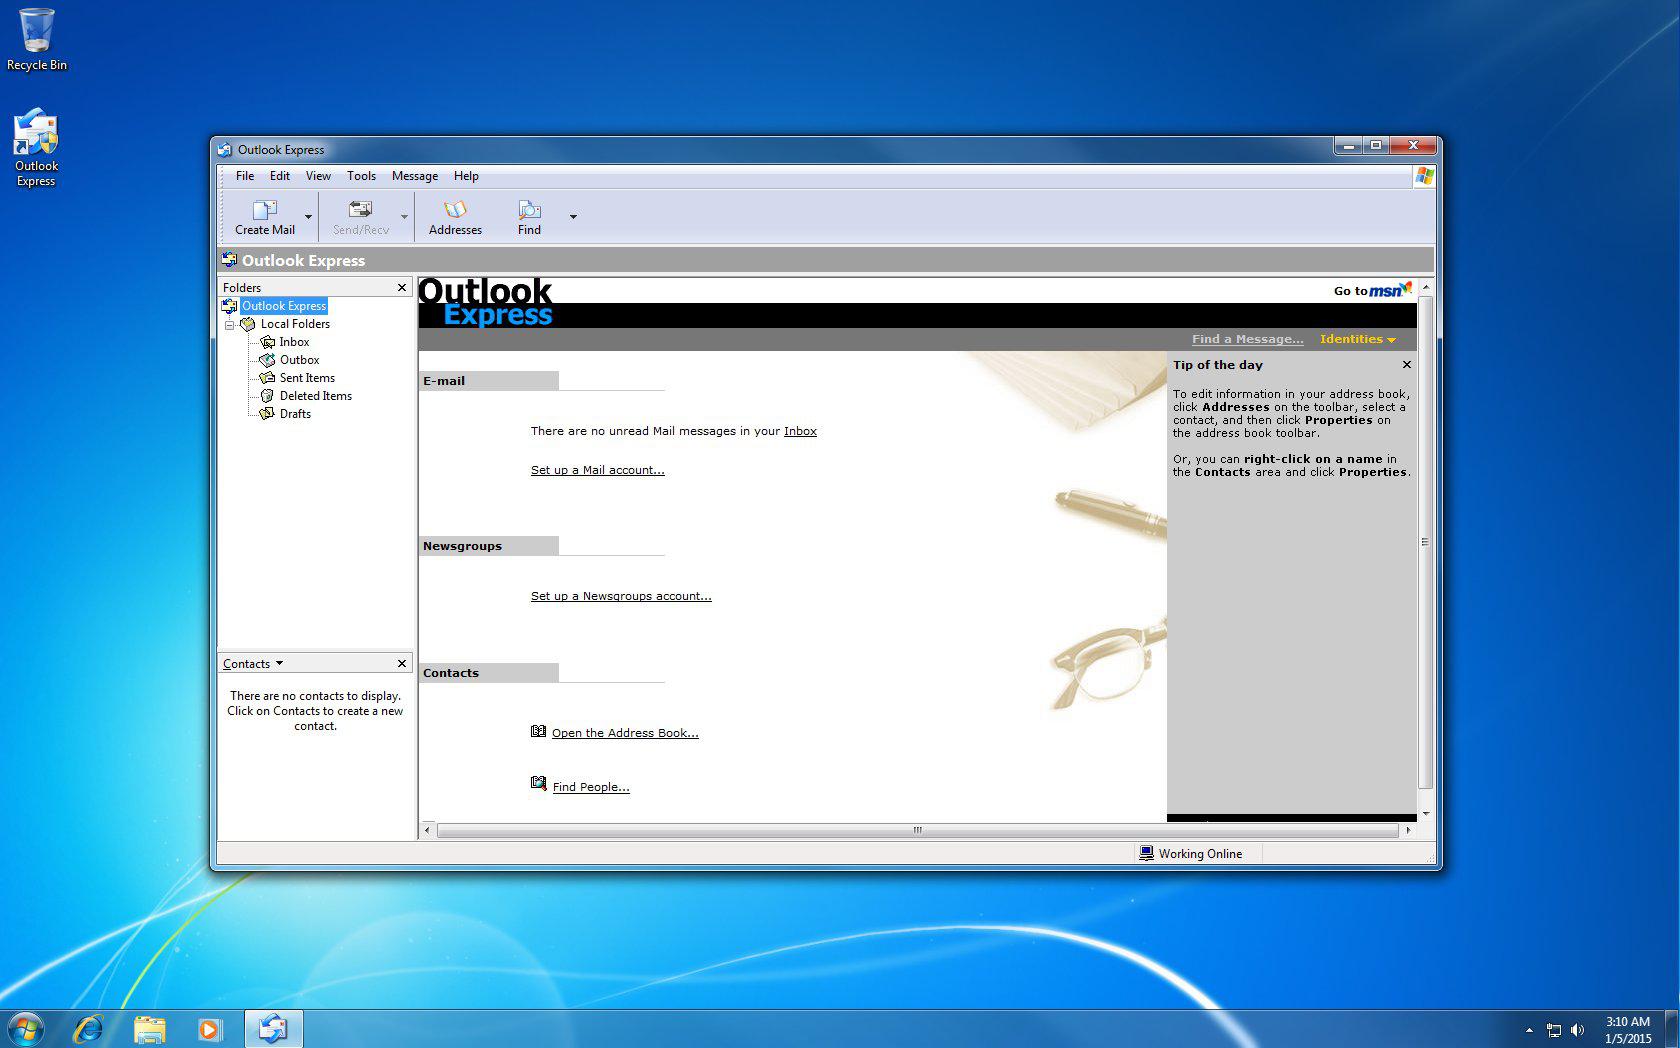 Recycle Bin
Outlook
Express
Outlook Express
File Edit View Tools Message Help
Create Mail Send/Recv Addresses Find
Outlook Express
Folders
Outlook Express
Local Folders
Inbox
Outbox
Sent Items
Deleted Items
Drafts
Contacts
There are no contacts to display.
Click on Contacts to create a new
contact.
Outlook
Express
Go to msn
Find a Message... Identities
E-mail
There are no unread Mail messages in your Inbox
Set up a Mail account...
Newsgroups
Set up a Newsgroups account...
Contacts
Open the Address Book...
Find People...
Tip of the day
To edit information in your address book,
click Addresses on the toolbar, select a
contact, and then click Properties on
the address book toolbar.
Or, you can right-click on a name in
the Contacts area and click Properties.
Working Online
3:10 AM
1/5/2015